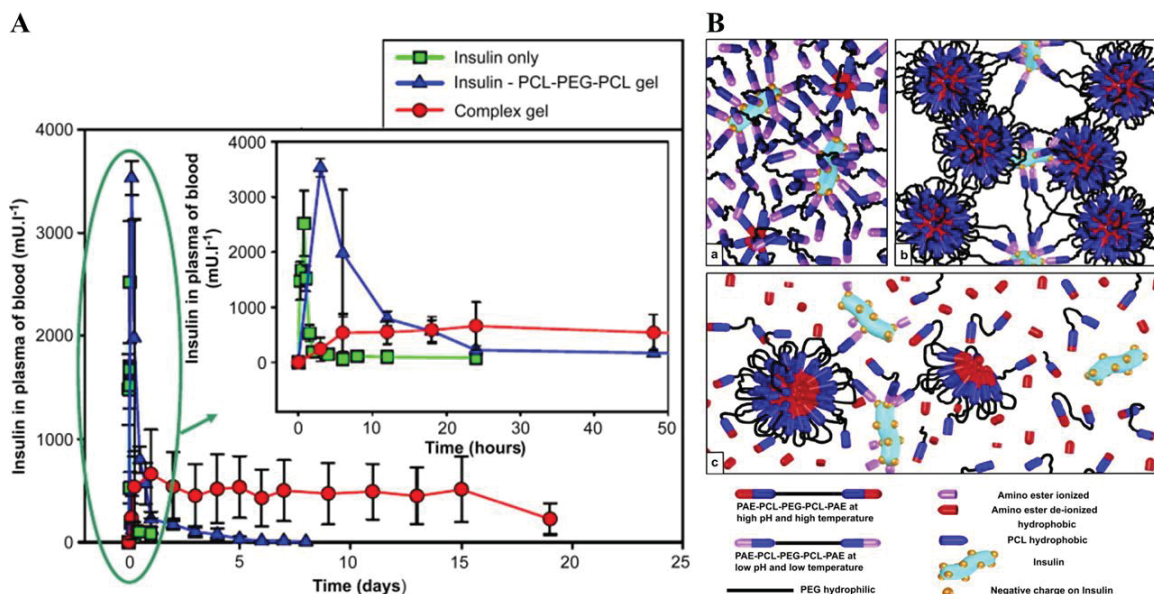 A
B
Insulin only
Insulin - PCL-PEG-PCL gel
Complex gel
4000
3000
2000
1000
0
Insulin in plasma of blood (mU.l-1)
0
5
10
15
20
25
Time (days)
4000
3000
2000
1000
0
Insulin in plasma of blood
(mU.l-1)
0
10
20
30
40
50
Time (hours)
a
b
c
PAE-PCL-PEG-PCL-PAE at
high pH and high temperature
PAE-PCL-PEG-PCL-PAE at
low pH and low temperature
PEG hydrophilic
Amino ester ionized
Amino ester de-ionized
hydrophobic
PCL hydrophobic
Insulin
Negative charge on Insulin